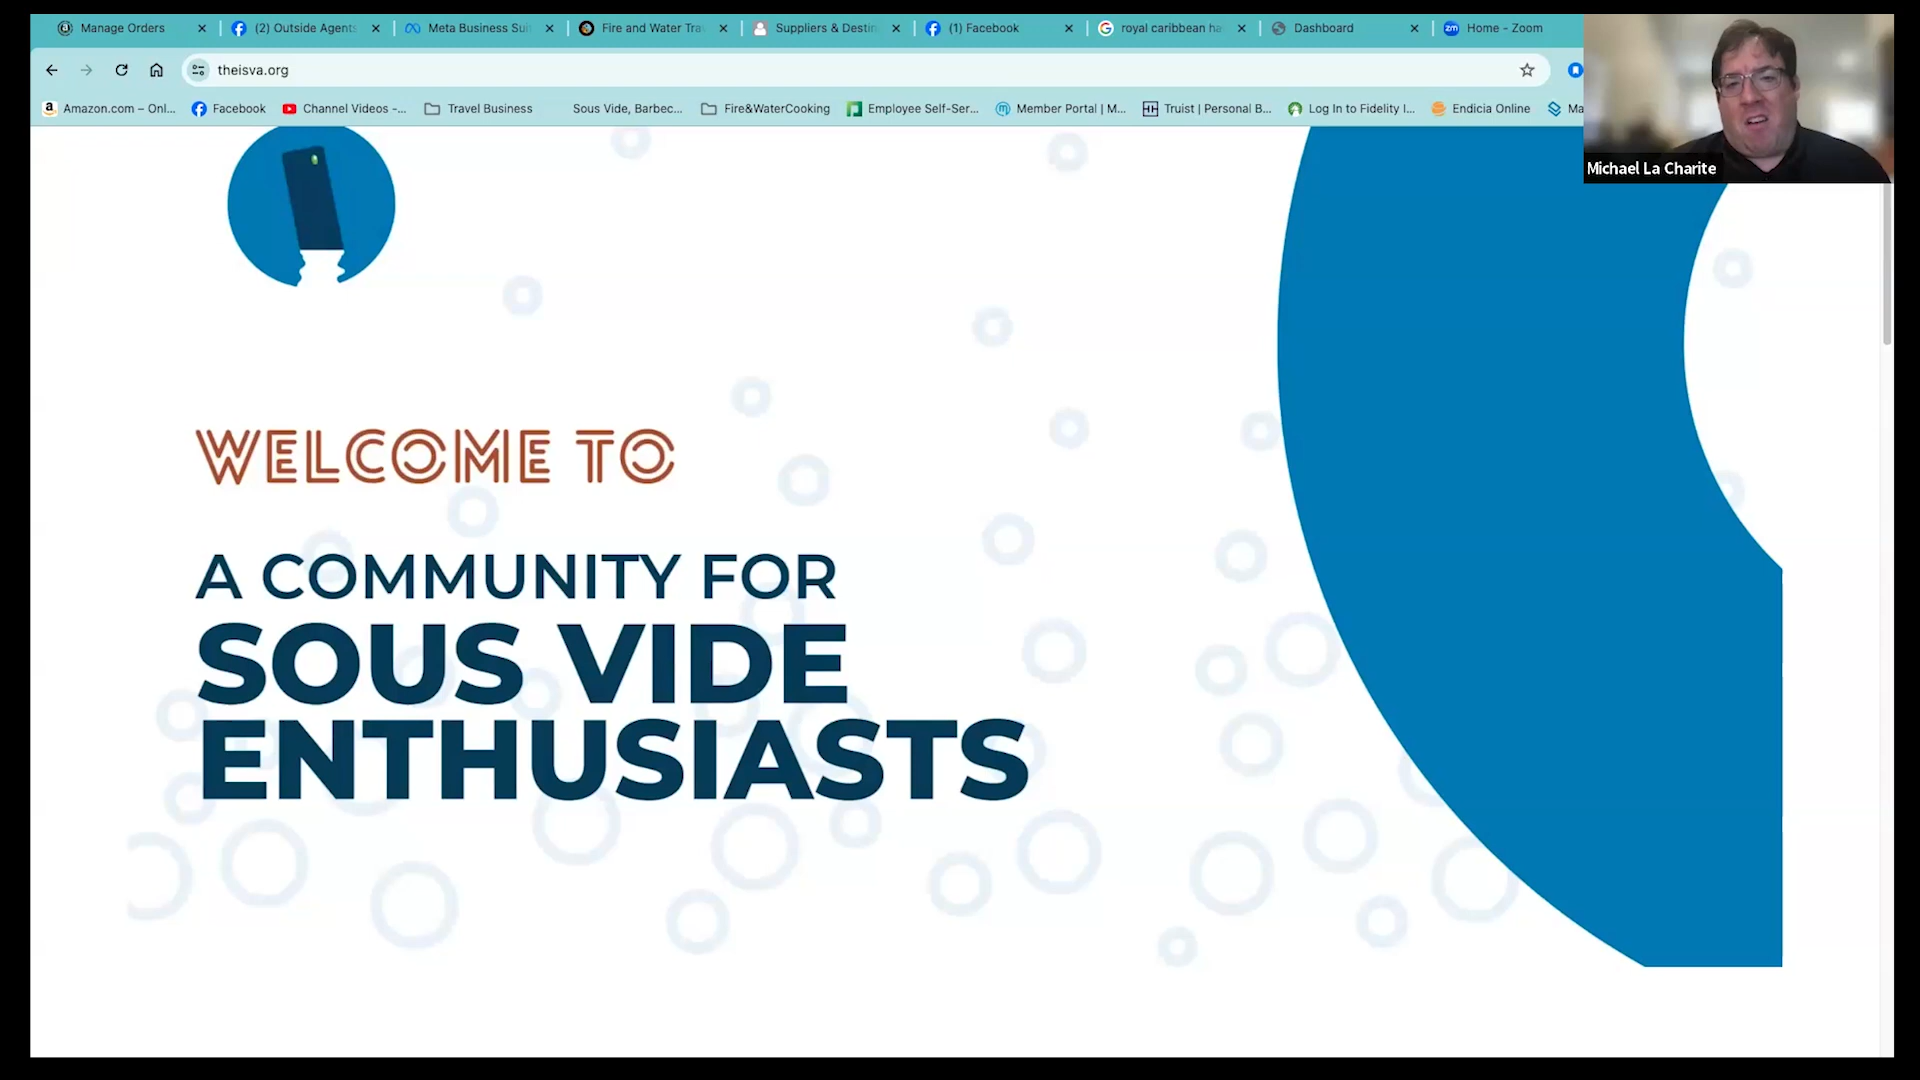 Manage Orders
(2) Outside Agents
Meta Business Sui
Fire and Water Tra
Suppliers & Destin
(1) Facebook
royal caribbean ha
Dashboard
zm Home - Zoom
theisva.org
Amazon.com – Onl...
Facebook
Channel Videos -...
Travel Business
Sous Vide, Barbec...
Fire&WaterCooking
Employee Self-Ser...
Member Portal | M...
Truist | Personal B...
Log In to Fidelity I...
Endicia Online
Ma
Michael La Charite
WELCOME TO
A COMMUNITY FOR
SOUS VIDE
ENTHUSIASTS